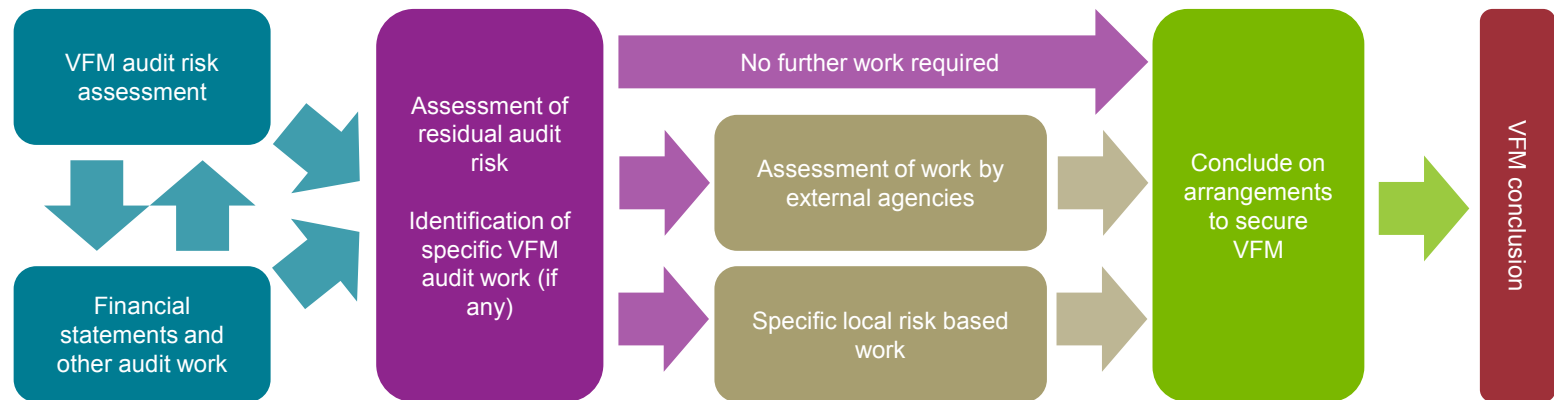 VFM audit risk
assessment
Financial
statements and
other audit work
Assessment of
residual audit
risk
Identification of
specific VFM
audit work (if
any)
No further work required
Assessment of work by
external agencies
Specific local risk based
work
Conclude on
arrangements
to secure
VFM
VFM conclusion